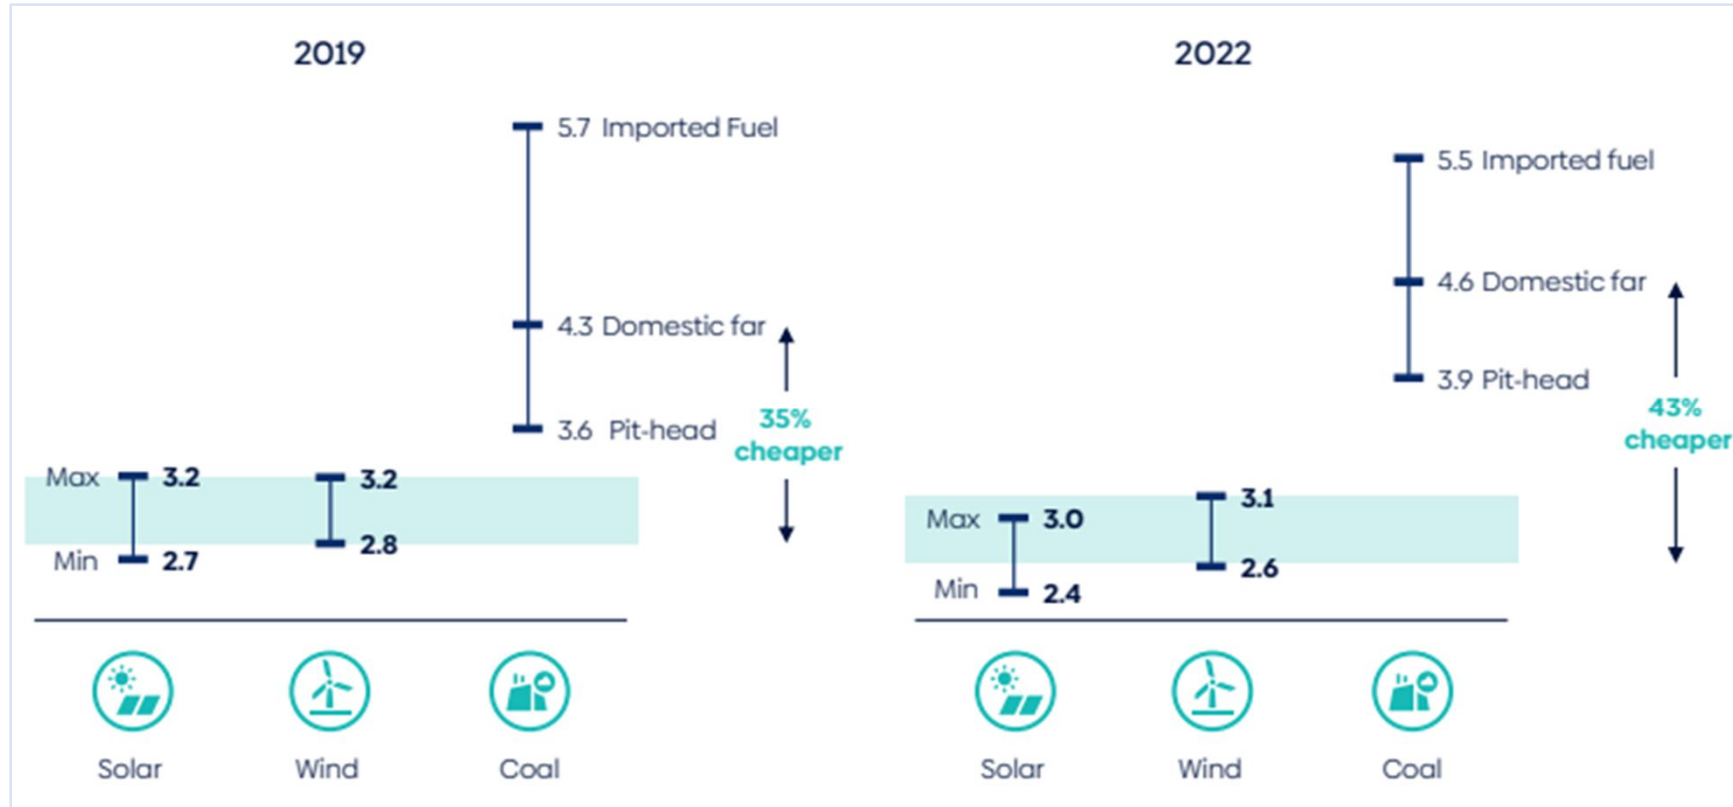 2019
5.7 Imported Fuel
4.3 Domestic far
3.6 Pit-head
35%
cheaper
Max 3.2 3.2
2.8
Min 2.7
Solar Wind Coal
2022
5.5 Imported fuel
4.6 Domestic far
3.9 Pit-head
43%
cheaper
3.1
Max 3.0
2.6
Min 2.4
Solar Wind Coal